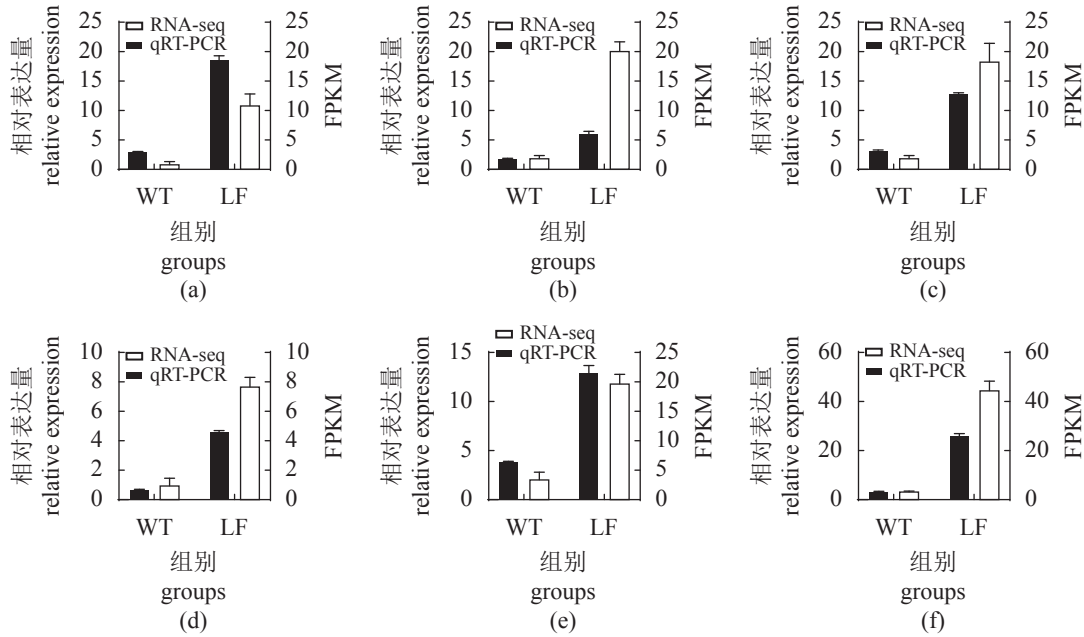 相对表达量
relative expression
25
20
15
10
5
0
RNA-seq
qRT-PCR
25
20
15
10
5
0
FPKM
WT LF
组别
groups
(a)
相对表达量
relative expression
25
20
15
10
5
0
RNA-seq
qRT-PCR
25
20
15
10
5
0
FPKM
WT LF
组别
groups
(b)
相对表达量
relative expression
25
20
15
10
5
0
RNA-seq
qRT-PCR
25
20
15
10
5
0
FPKM
WT LF
组别
groups
(c)
相对表达量
relative expression
10
8
6
4
2
0
RNA-seq
qRT-PCR
10
8
6
4
2
0
FPKM
WT LF
组别
groups
(d)
相对表达量
relative expression
15
10
5
0
RNA-seq
qRT-PCR
25
20
15
10
5
0
FPKM
WT LF
组别
groups
(e)
相对表达量
relative expression
60
40
20
0
RNA-seq
qRT-PCR
60
40
20
0
FPKM
WT LF
组别
groups
(f)